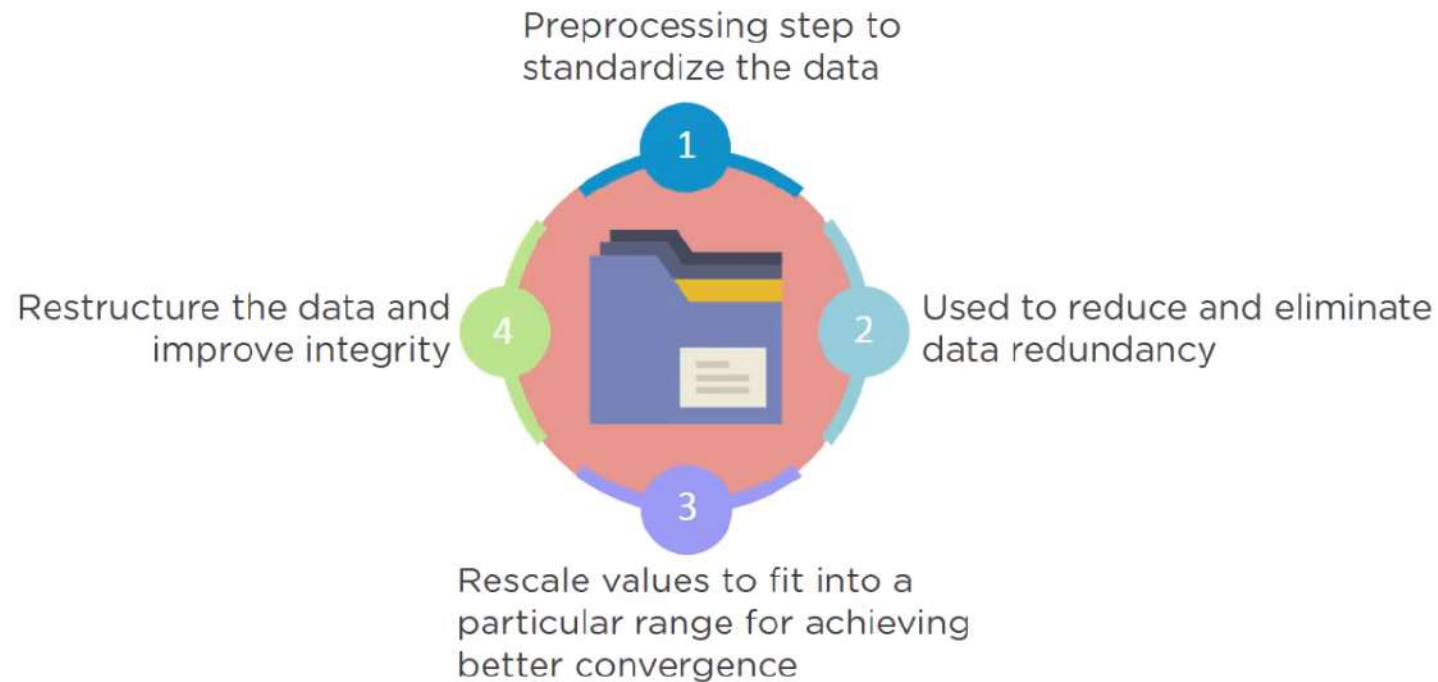 Preprocessing step to
standardize the data
1
Used to reduce and eliminate
data redundancy
2
Rescale values to fit into a
particular range for achieving
better convergence
3
Restructure the data and
improve integrity
4